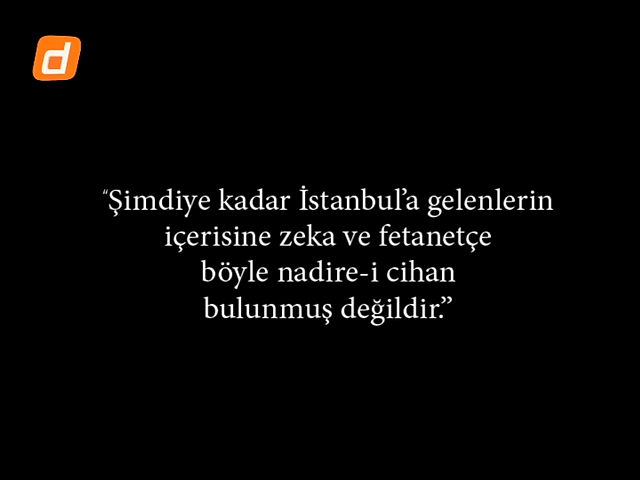 d
“Şimdiye kadar İstanbul’a gelenlerin
içerisine zeka ve fetanetçe
böyle nadire-i cihan
bulunmuş değildir.”